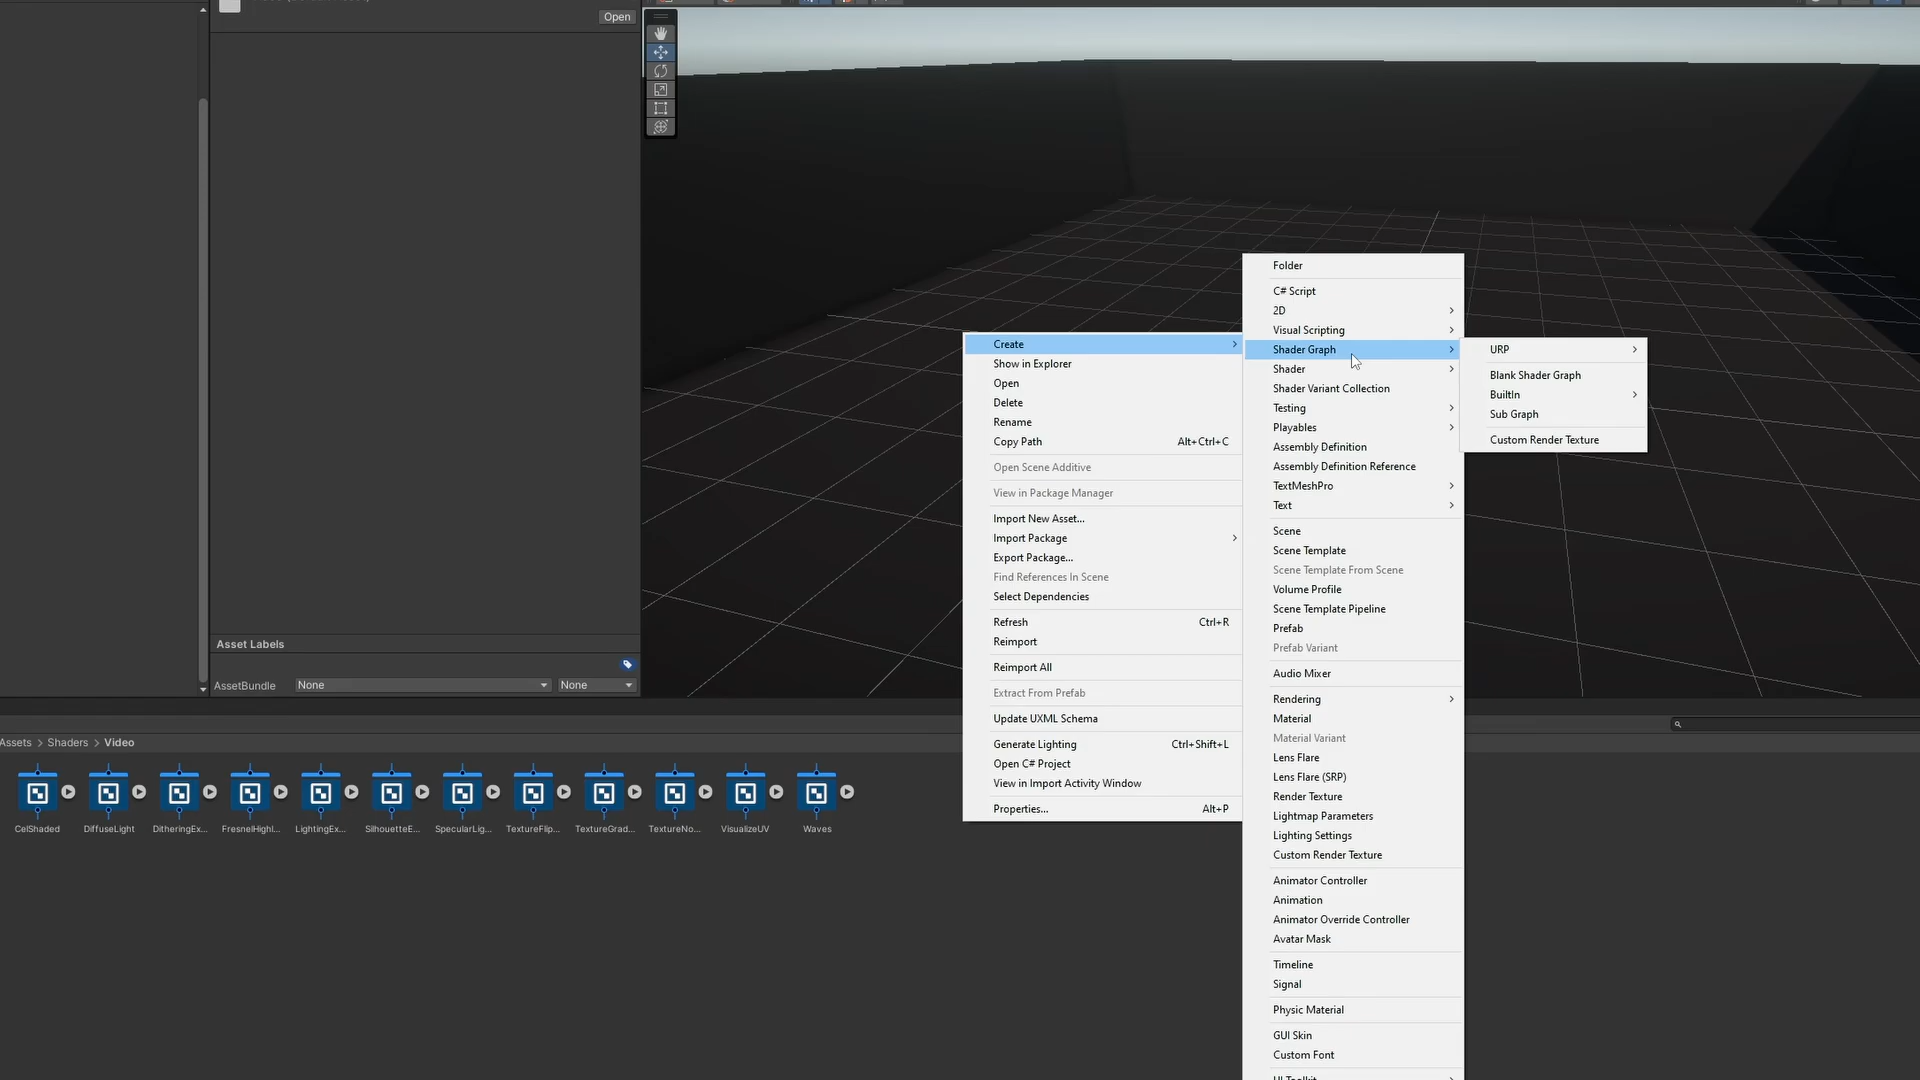 Open
Asset Labels
AssetBundle None None
Assets > Shaders > Video
CelShaded DiffuseLight DitheringEx... FresnelHighl... LightingEx... SilhouetteE... SpecularLig... TextureFlip... TextureGrad... TextureNo... VisualizeUV Waves
Create
Show in Explorer
Open
Delete
Rename
Copy Path Alt+Ctrl+C
Open Scene Additive
View in Package Manager
Import New Asset...
Import Package
Export Package...
Find References In Scene
Select Dependencies
Refresh Ctrl+R
Reimport
Reimport All
Extract From Prefab
Update UXML Schema
Generate Lighting Ctrl+Shift+L
Open C# Project
View in Import Activity Window
Properties... Alt+P
Folder
C# Script
2D
Visual Scripting
Shader Graph
Shader
Shader Variant Collection
Testing
Playables
Assembly Definition
Assembly Definition Reference
TextMeshPro
Text
Scene
Scene Template
Scene Template From Scene
Volume Profile
Scene Template Pipeline
Prefab
Prefab Variant
Audio Mixer
Rendering
Material
Material Variant
Lens Flare
Lens Flare (SRP)
Render Texture
Lightmap Parameters
Lighting Settings
Custom Render Texture
Animator Controller
Animation
Animator Override Controller
Avatar Mask
Timeline
Signal
Physic Material
GUI Skin
Custom Font
UI Toolkit
URP
Blank Shader Graph
BuiltIn
Sub Graph
Custom Render Texture